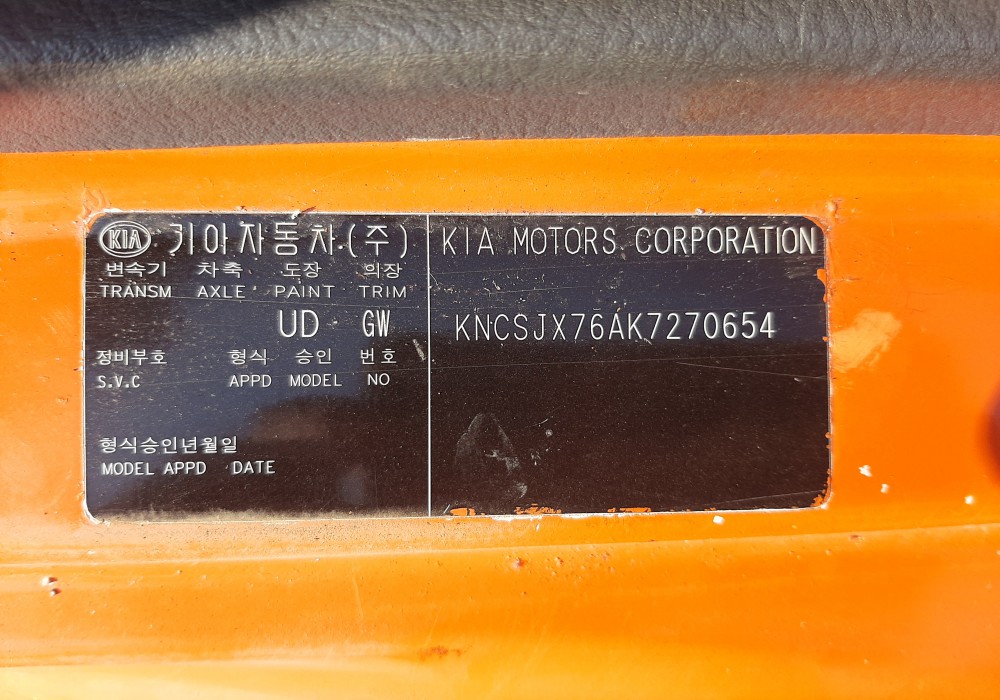 KIA 기아자동차(주)
변속기 차축 도장 의장
TRANSM AXLE PAINT TRIM
UD GW
정비부호 형식 승인 번호
S.V.C APPD MODEL NO
형식승인년월일
MODEL APPD DATE
KIA MOTORS CORPORATION
KNCSJX76AK7270654